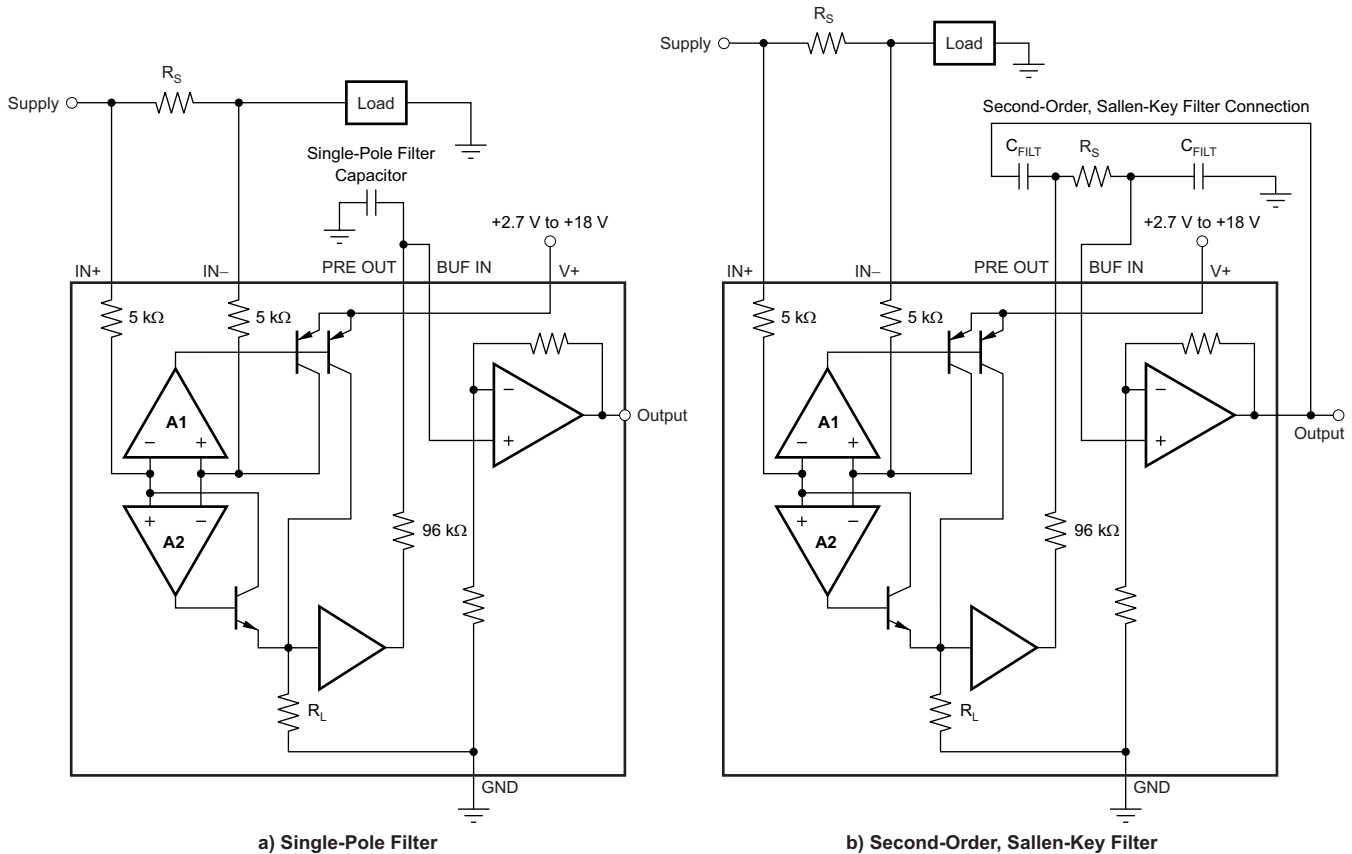 R_S
Supply
Load
Single-Pole Filter
Capacitor
+2.7 V to +18 V
IN+
IN−
PRE OUT
BUF IN
V+
5 kΩ
5 kΩ
A1
−
+
−
+
Output
+
−
A2
96 kΩ
R_L
GND
a) Single-Pole Filter
R_S
Supply
Load
Second-Order, Sallen-Key Filter Connection
C_FILT
R_S
C_FILT
+2.7 V to +18 V
IN+
IN−
PRE OUT
BUF IN
V+
5 kΩ
5 kΩ
A1
−
+
−
+
Output
+
−
A2
96 kΩ
R_L
GND
b) Second-Order, Sallen-Key Filter